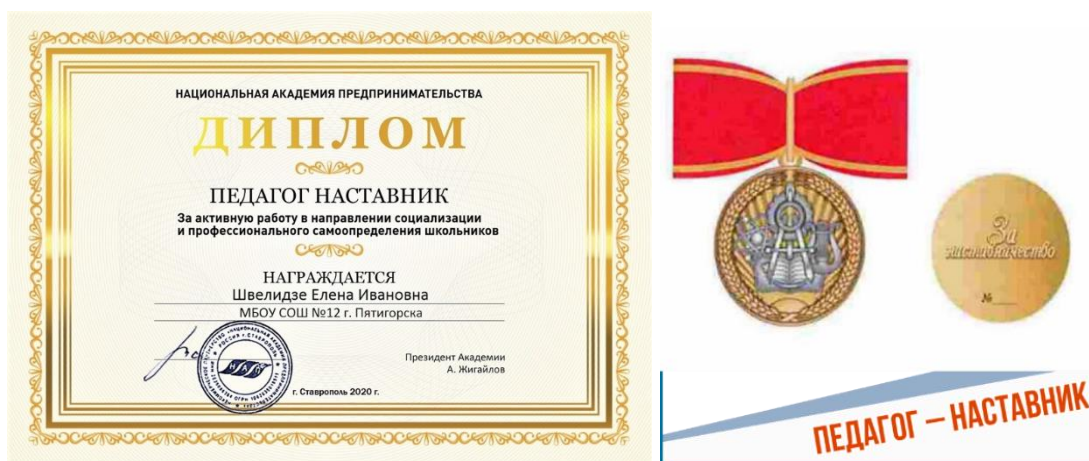 НАЦИОНАЛЬНАЯ АКАДЕМИЯ ПРЕДПРИНИМАТЕЛЬСТВА
ДИПЛОМ
ПЕДАГОГ НАСТАВНИК
За активную работу в направлении социализации
и профессионального самоопределения школьников
НАГРАЖДАЕТСЯ
Швелидзе Елена Ивановна
МБОУ СОШ №12 г. Пятигорска
Президент Академии
А. Жигайлов
г. Ставрополь 2020 г.
За
наставничество
№
ПЕДАГОГ – НАСТАВНИК